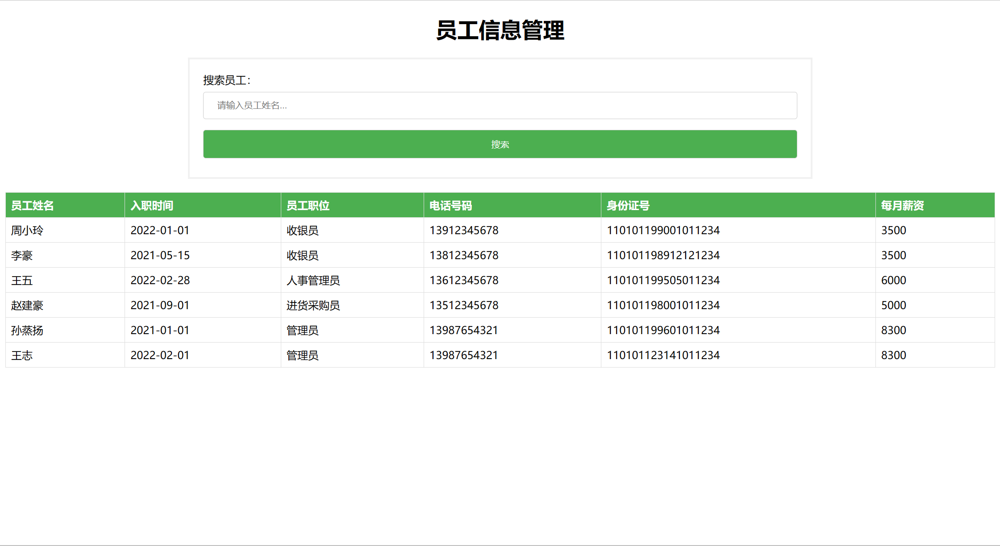 员工信息管理
搜索员工：
请输入员工姓名...
搜索
员工姓名 入职时间 员工职位 电话号码 身份证号 每月薪资
周小玲 2022-01-01 收银员 13912345678 110101199001011234 3500
李豪 2021-05-15 收银员 13812345678 110101198912121234 3500
王五 2022-02-28 人事管理员 13612345678 110101199505011234 6000
赵建豪 2021-09-01 进货采购员 13512345678 110101198001011234 5000
孙蒸扬 2021-01-01 管理员 13987654321 110101199601011234 8300
王志 2022-02-01 管理员 13987654321 110101123141011234 8300